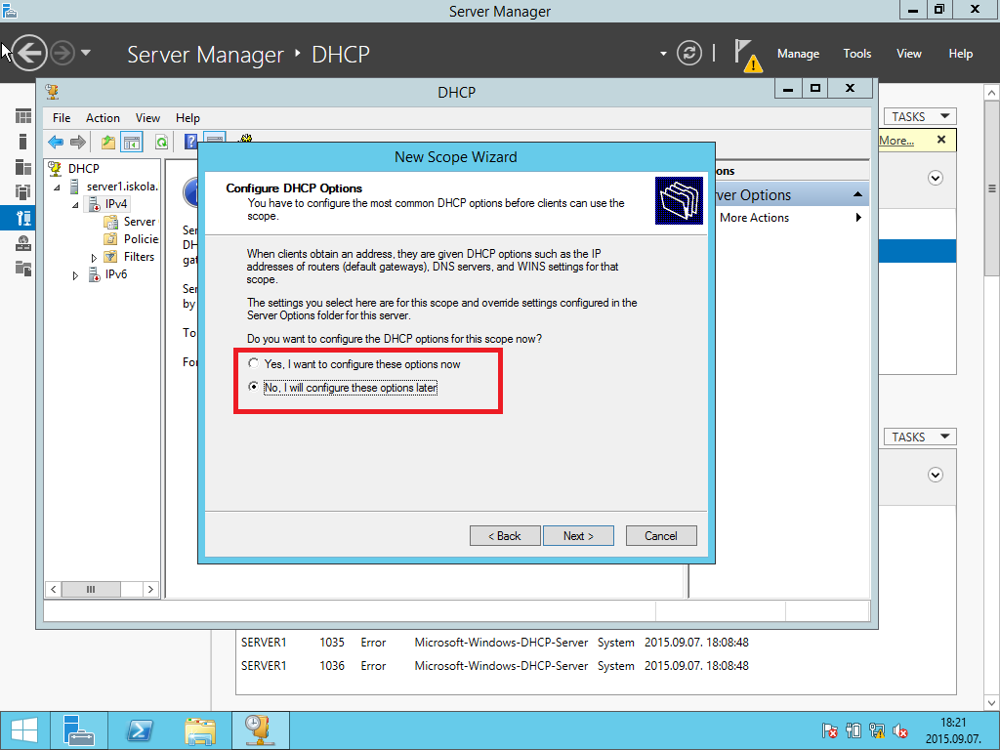 Server Manager
Server Manager ‣ DHCP
Manage Tools View Help
DHCP
File Action View Help
DHCP
server1.iskola.
IPv4
Server
Policie
Filters
IPv6
New Scope Wizard
Configure DHCP Options
You have to configure the most common DHCP options before clients can use the
scope.
When clients obtain an address, they are given DHCP options such as the IP
addresses of routers (default gateways), DNS servers, and WINS settings for that
scope.
The settings you select here are for this scope and override settings configured in the
Server Options folder for this server.
Do you want to configure the DHCP options for this scope now?
Yes, I want to configure these options now
No, I will configure these options later
< Back Next > Cancel
ons
ver Options
More Actions
TASKS
More...
TASKS
SERVER1 1035 Error Microsoft-Windows-DHCP-Server System 2015.09.07. 18:08:48
SERVER1 1036 Error Microsoft-Windows-DHCP-Server System 2015.09.07. 18:08:48
18:21
2015.09.07.